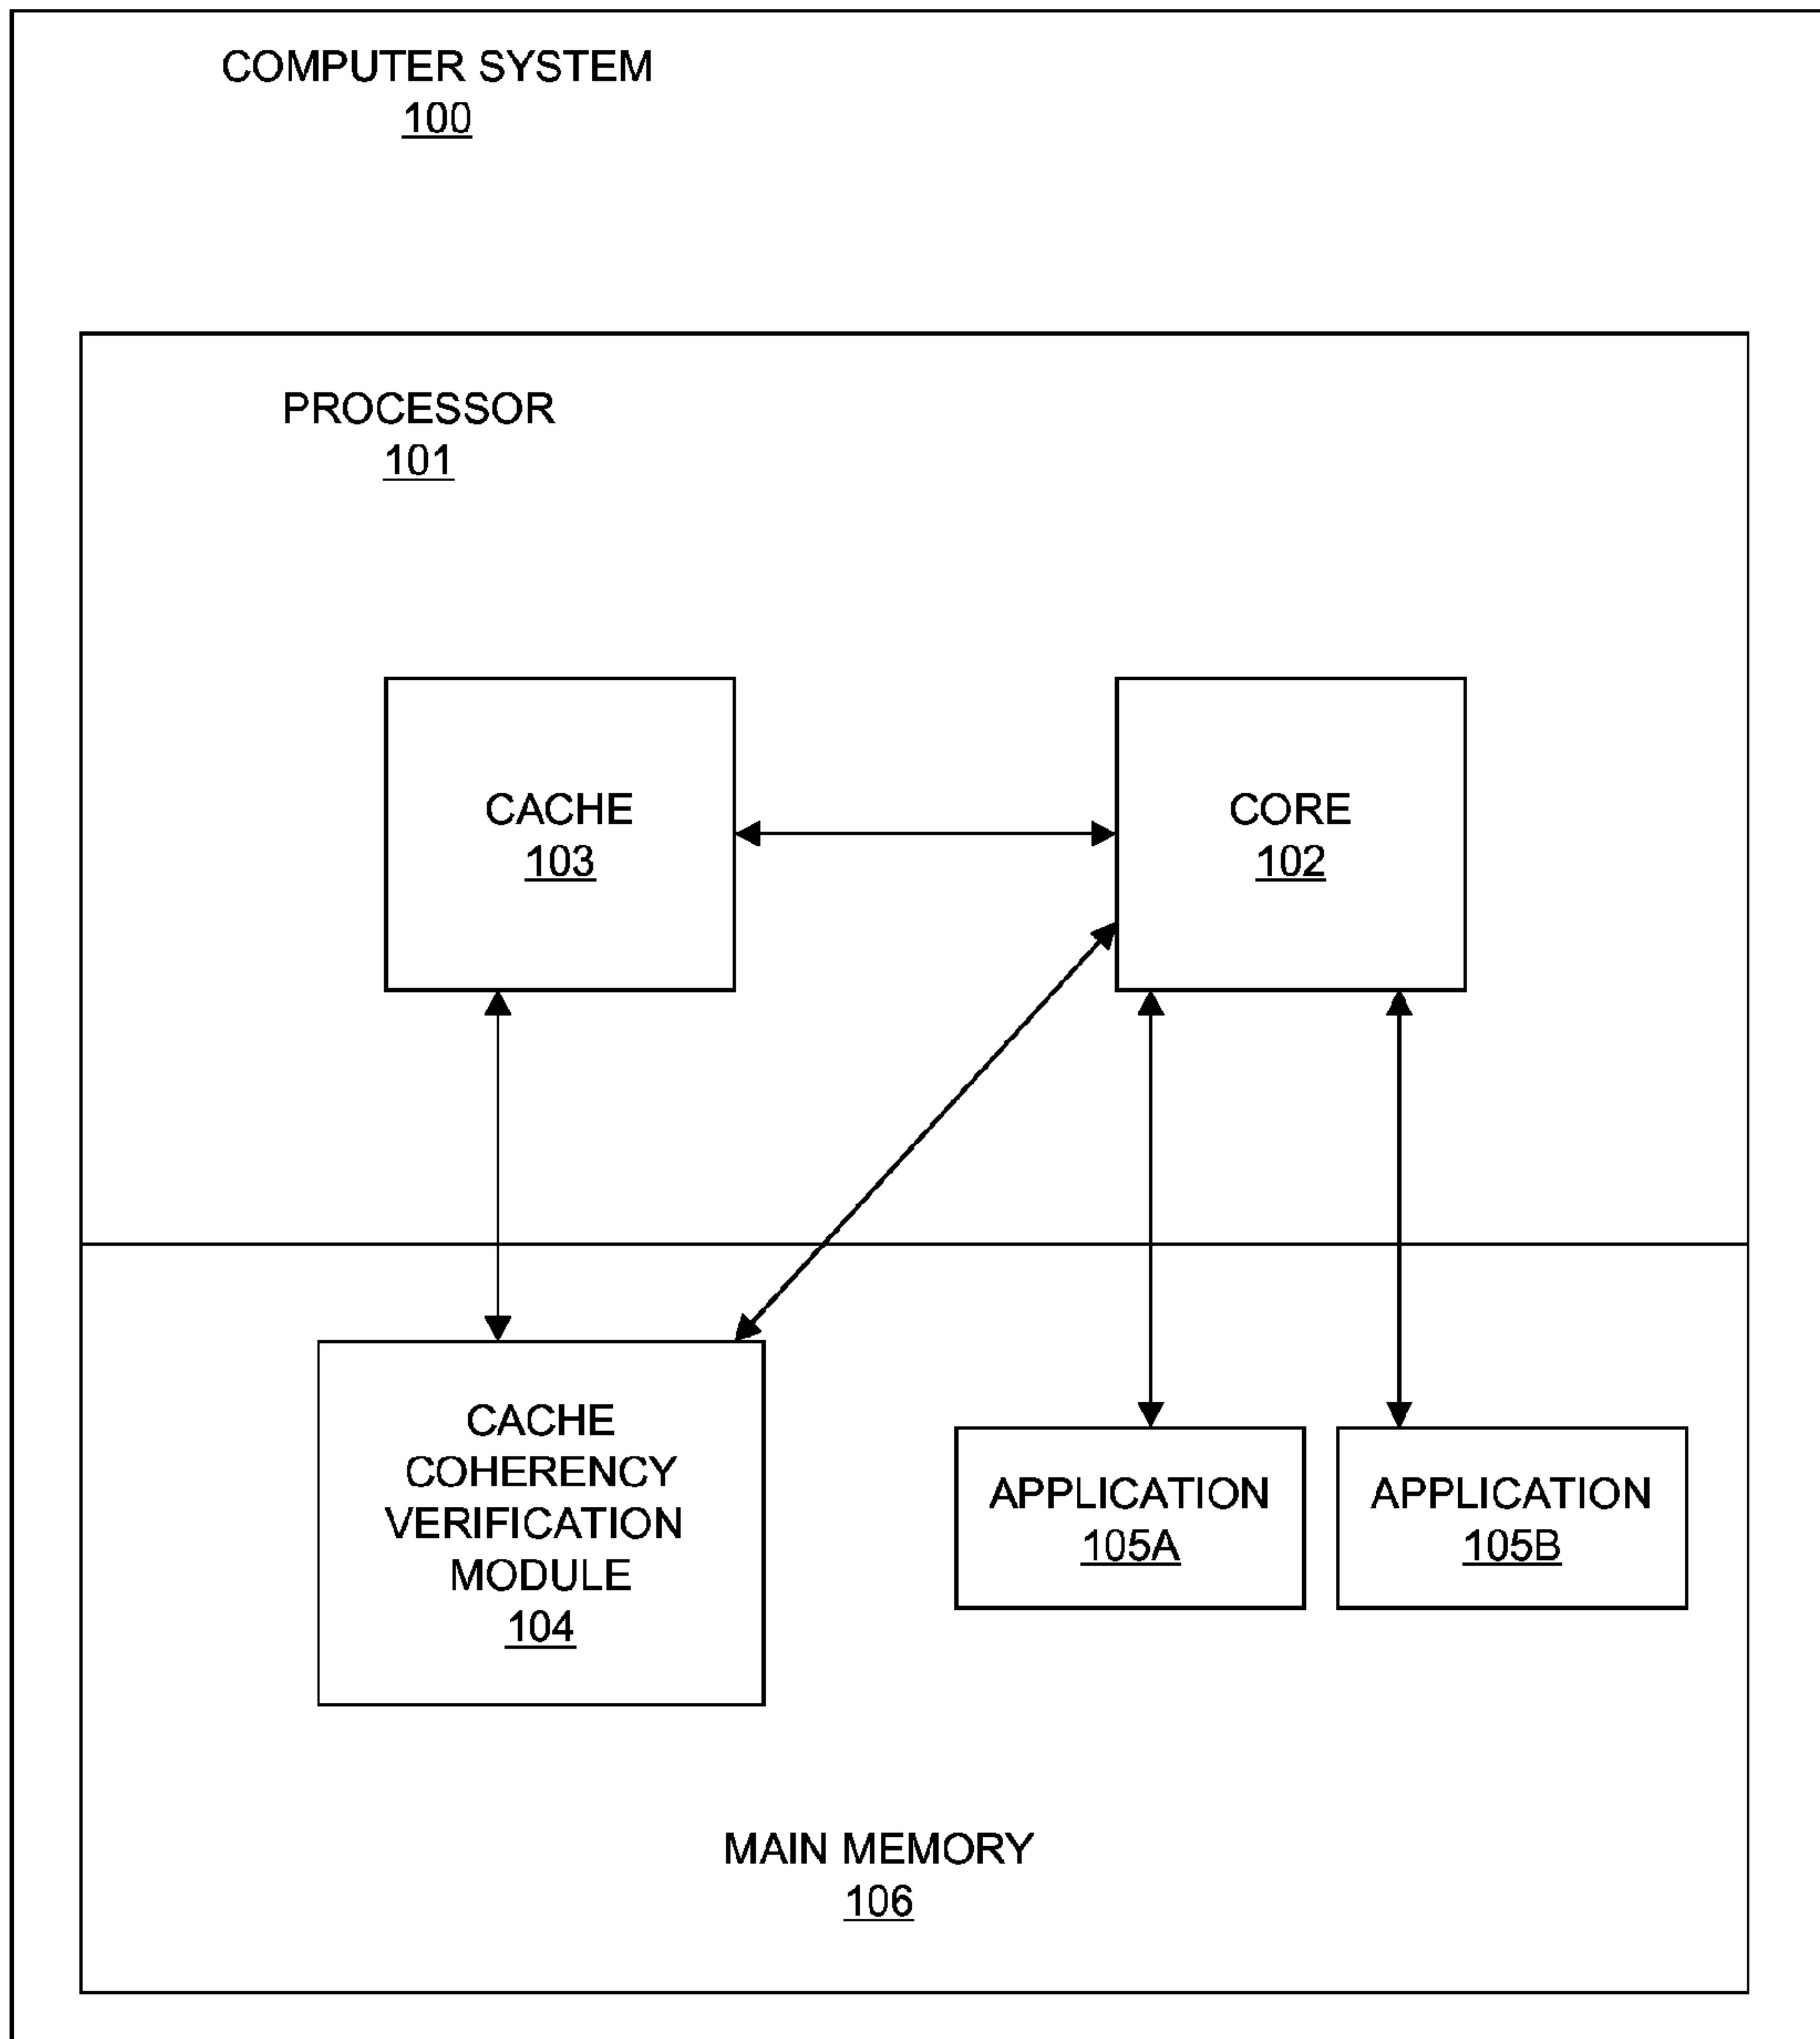 COMPUTER SYSTEM
100
PROCESSOR
101
CACHE
103
CORE
102
CACHE
COHERENCY
VERIFICATION
MODULE
104
APPLICATION
105A
APPLICATION
105B
MAIN MEMORY
106